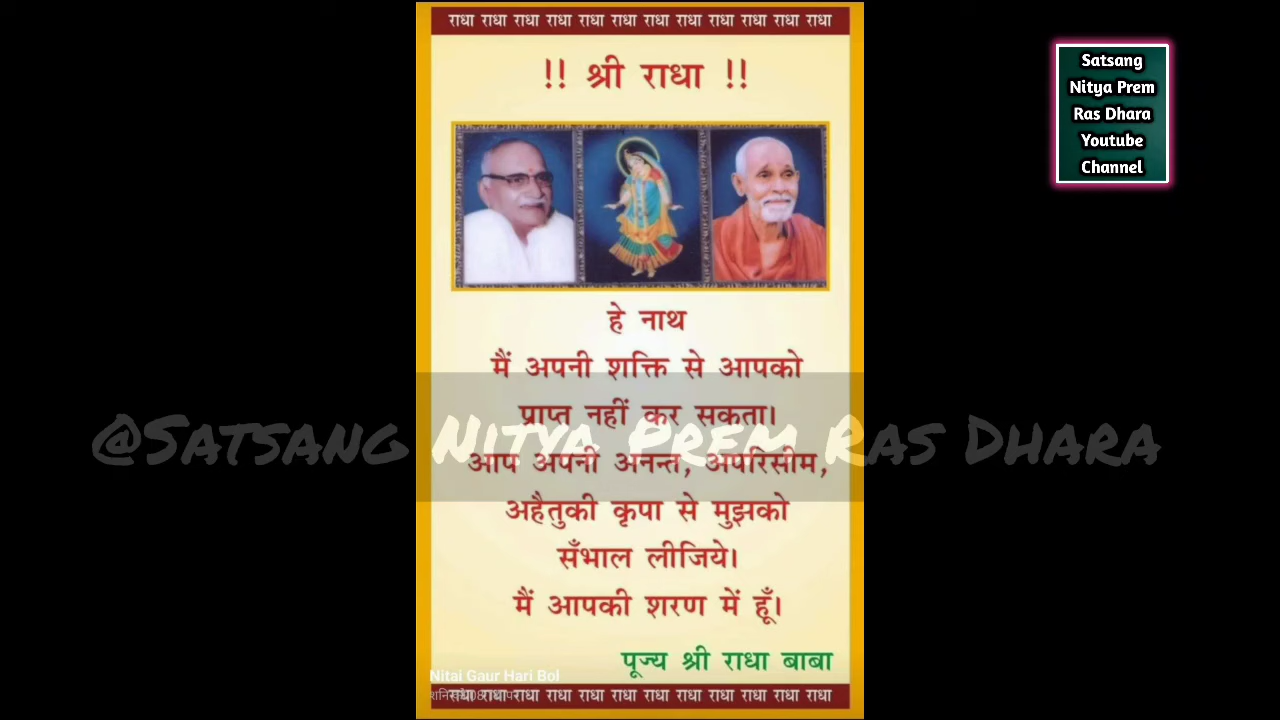 राधा राधा राधा राधा राधा राधा राधा राधा राधा राधा राधा राधा
!! श्री राधा !!
Satsang
Nitya Prem
Ras Dhara
Youtube
Channel
हे नाथ
मैं अपनी शक्ति से आपको
प्राप्त नहीं कर सकता।
@Satsang Nitya Prem Ras Dhara
आप अपनी अनन्त, अपरिसीम,
अहैतुकी कृपा से मुझको
सँभाल लीजिये।
मैं आपकी शरण में हूँ।
पूज्य श्री राधा बाबा
Nitai Gaur Hari Bol
राधा राधा राधा राधा राधा राधा राधा राधा राधा राधा राधा राधा